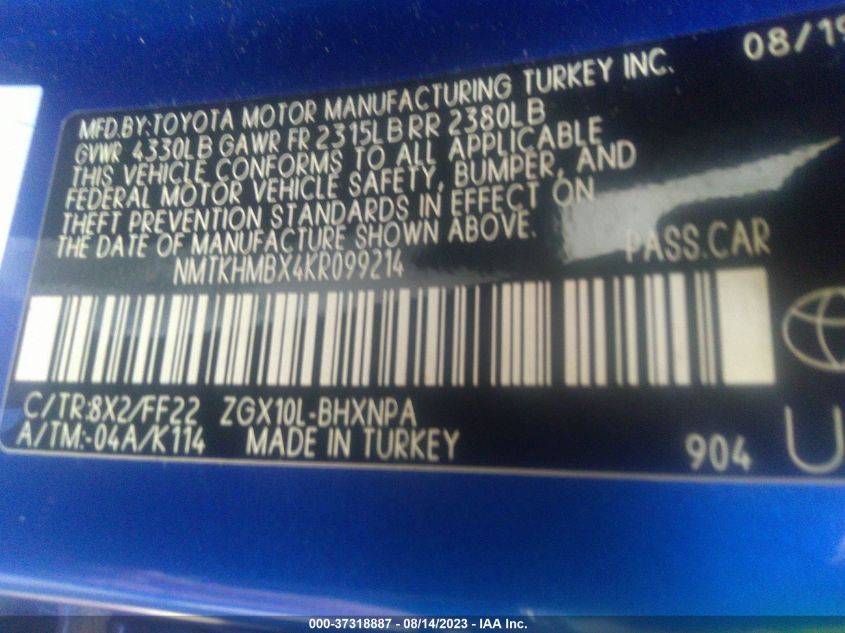 08/19
MFD.BY:TOYOTA MOTOR MANUFACTURING TURKEY INC.
GVWR 4330LB GAWR FR 2315LB RR 2380LB
THIS VEHICLE CONFORMS TO ALL APPLICABLE
FEDERAL MOTOR VEHICLE SAFETY, BUMPER, AND
THEFT PREVENTION STANDARDS IN EFFECT ON
THE DATE OF MANUFACTURE SHOWN ABOVE.
PASS.CAR
NMTKHMBX4KR099214
C/TR:8X2/FF22 ZGX10L-BHXNPA
A/TM:-04A/K114 MADE IN TURKEY
904
U
000-37318887 - 08/14/2023 - IAA Inc.